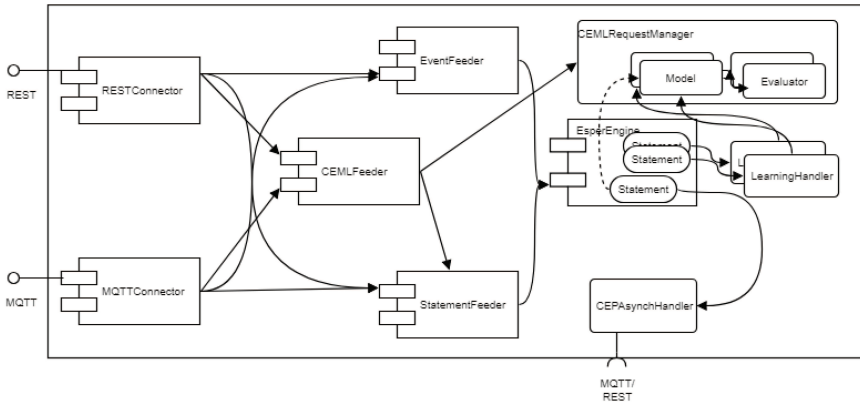 CEMLRequestManager
EventFeeder
Model
Evaluator
RESTConnector
REST
EsperEngine
Statement
Statement
CEMLFeeder
L
LearningHandler
Statement
MQTTConnector
MQTT
StatementFeeder
CEPAsynchHandler
MQTT/
REST